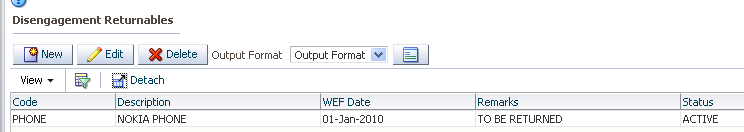 Disengagement Returnables
New Edit Delete Output Format Output Format
View Detach
Code Description WEF Date Remarks Status
PHONE NOKIA PHONE 01-Jan-2010 TO BE RETURNED ACTIVE